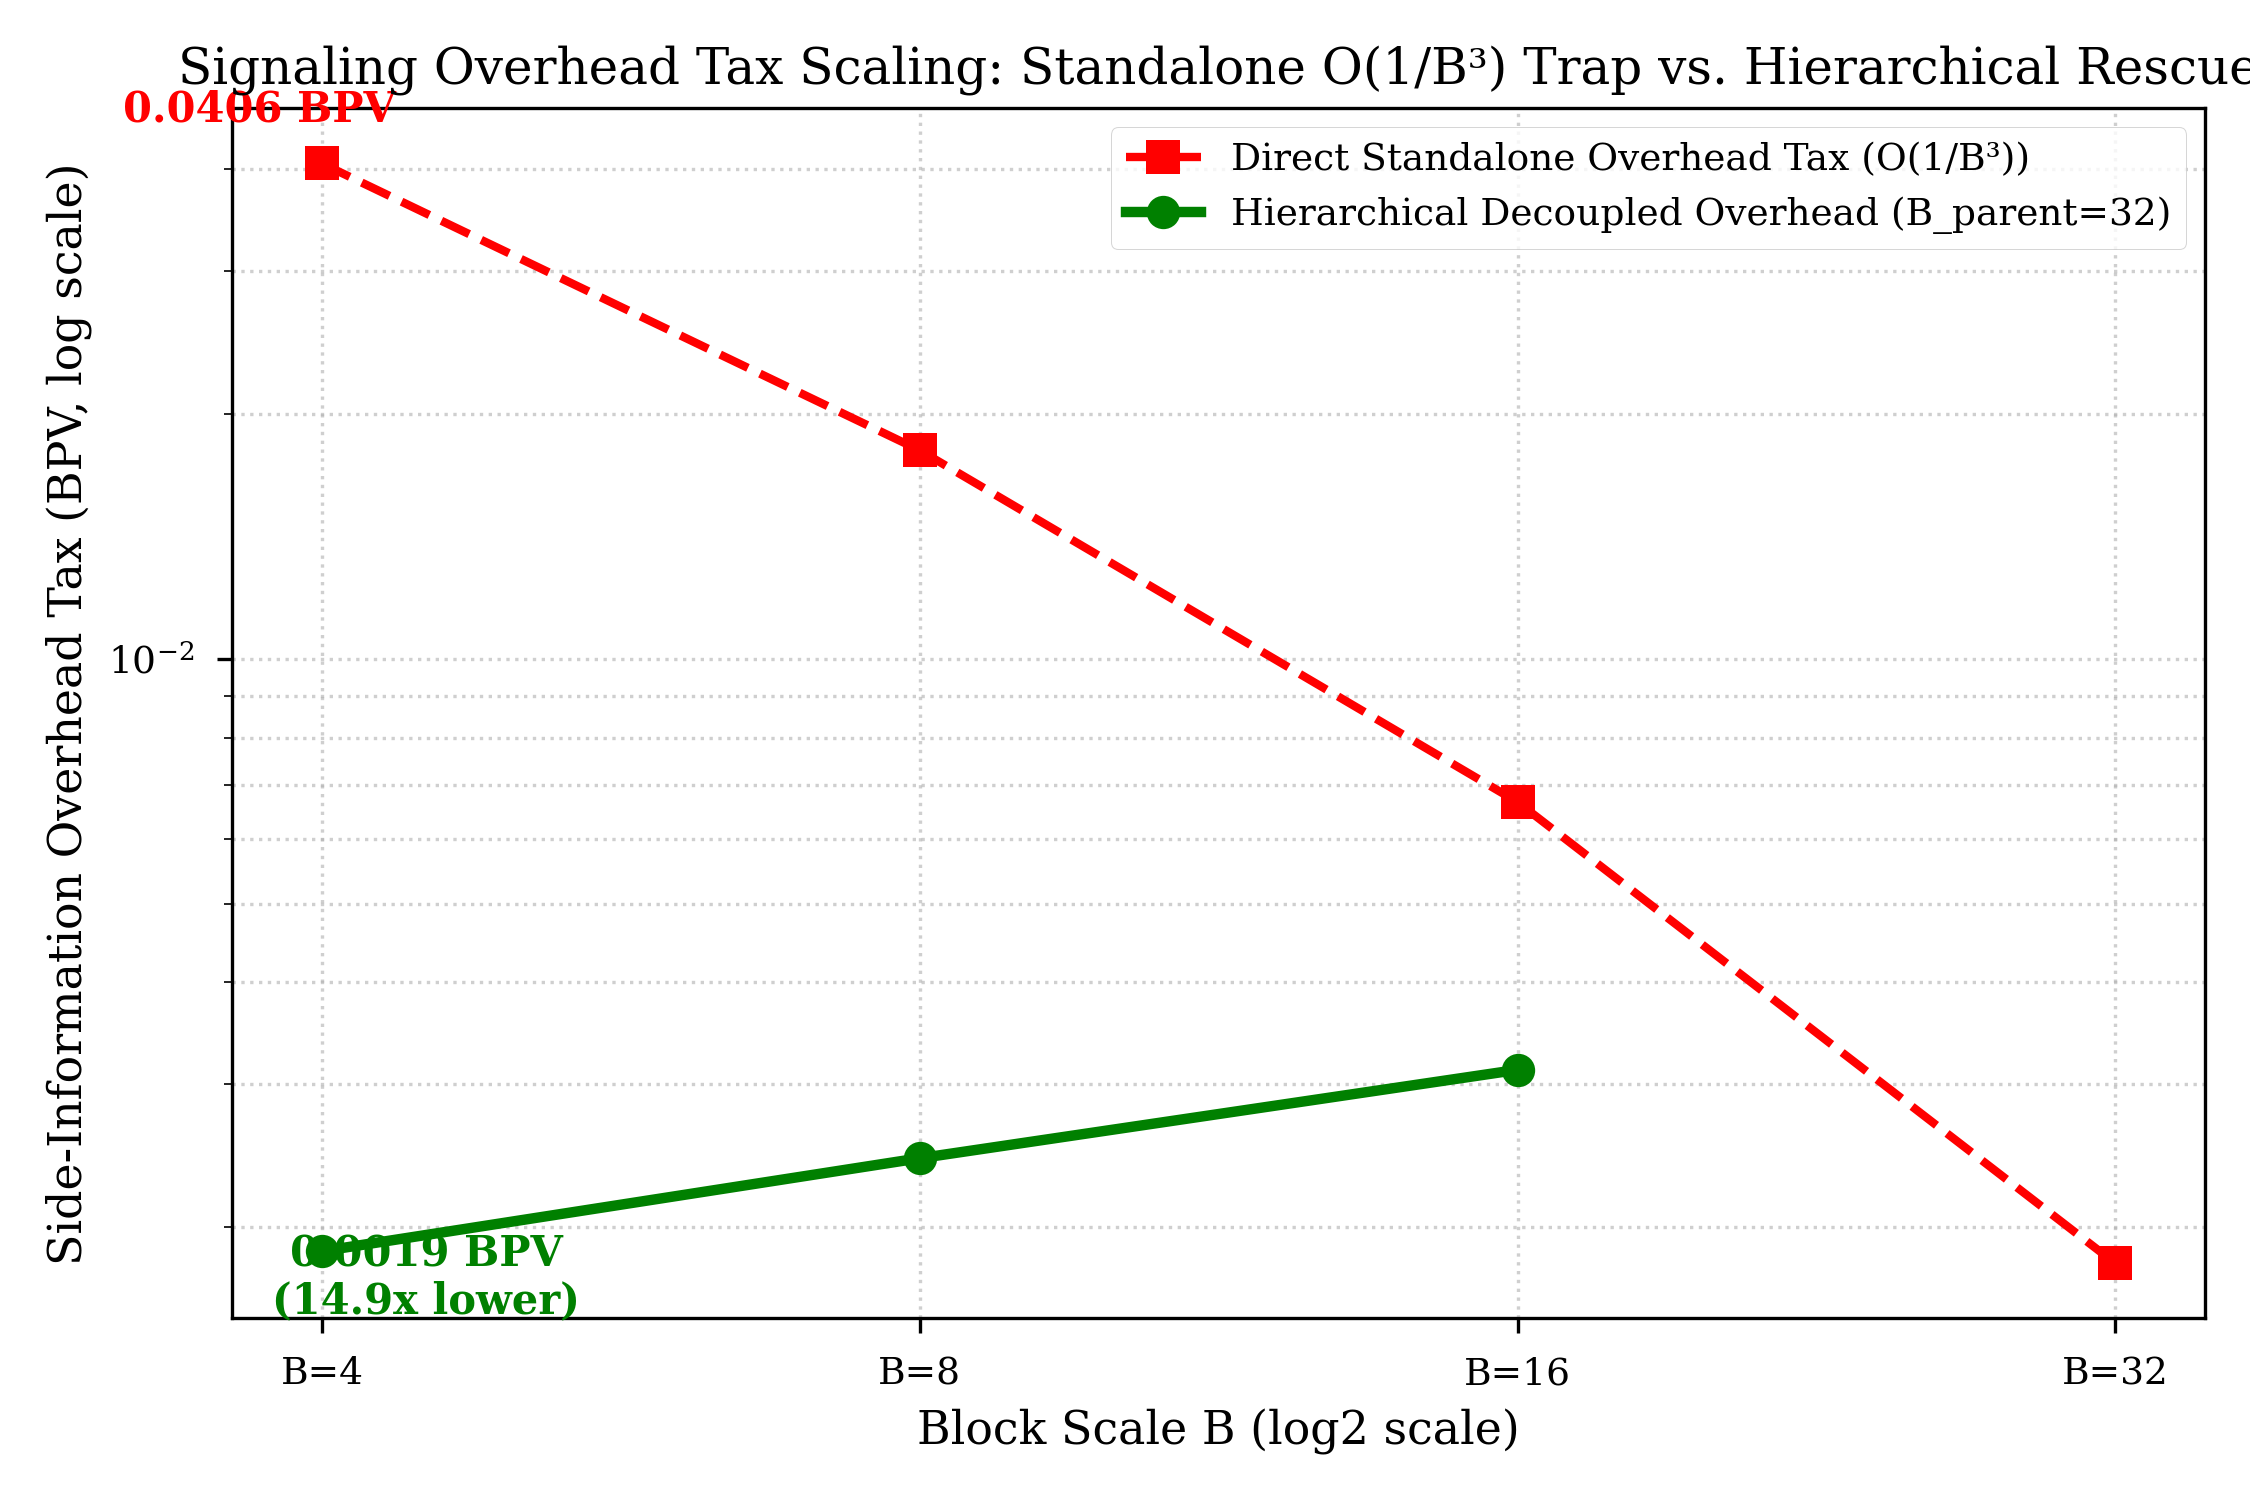 Signaling Overhead Tax Scaling: Standalone O(1/B³) Trap vs. Hierarchical Rescue
0.0406 BPV
Direct Standalone Overhead Tax (O(1/B³))
Hierarchical Decoupled Overhead (B_parent=32)
Side-Information Overhead Tax (BPV, log scale)
10⁻²
0.0019 BPV
(14.9x lower)
B=4
B=8
B=16
B=32
Block Scale B (log2 scale)